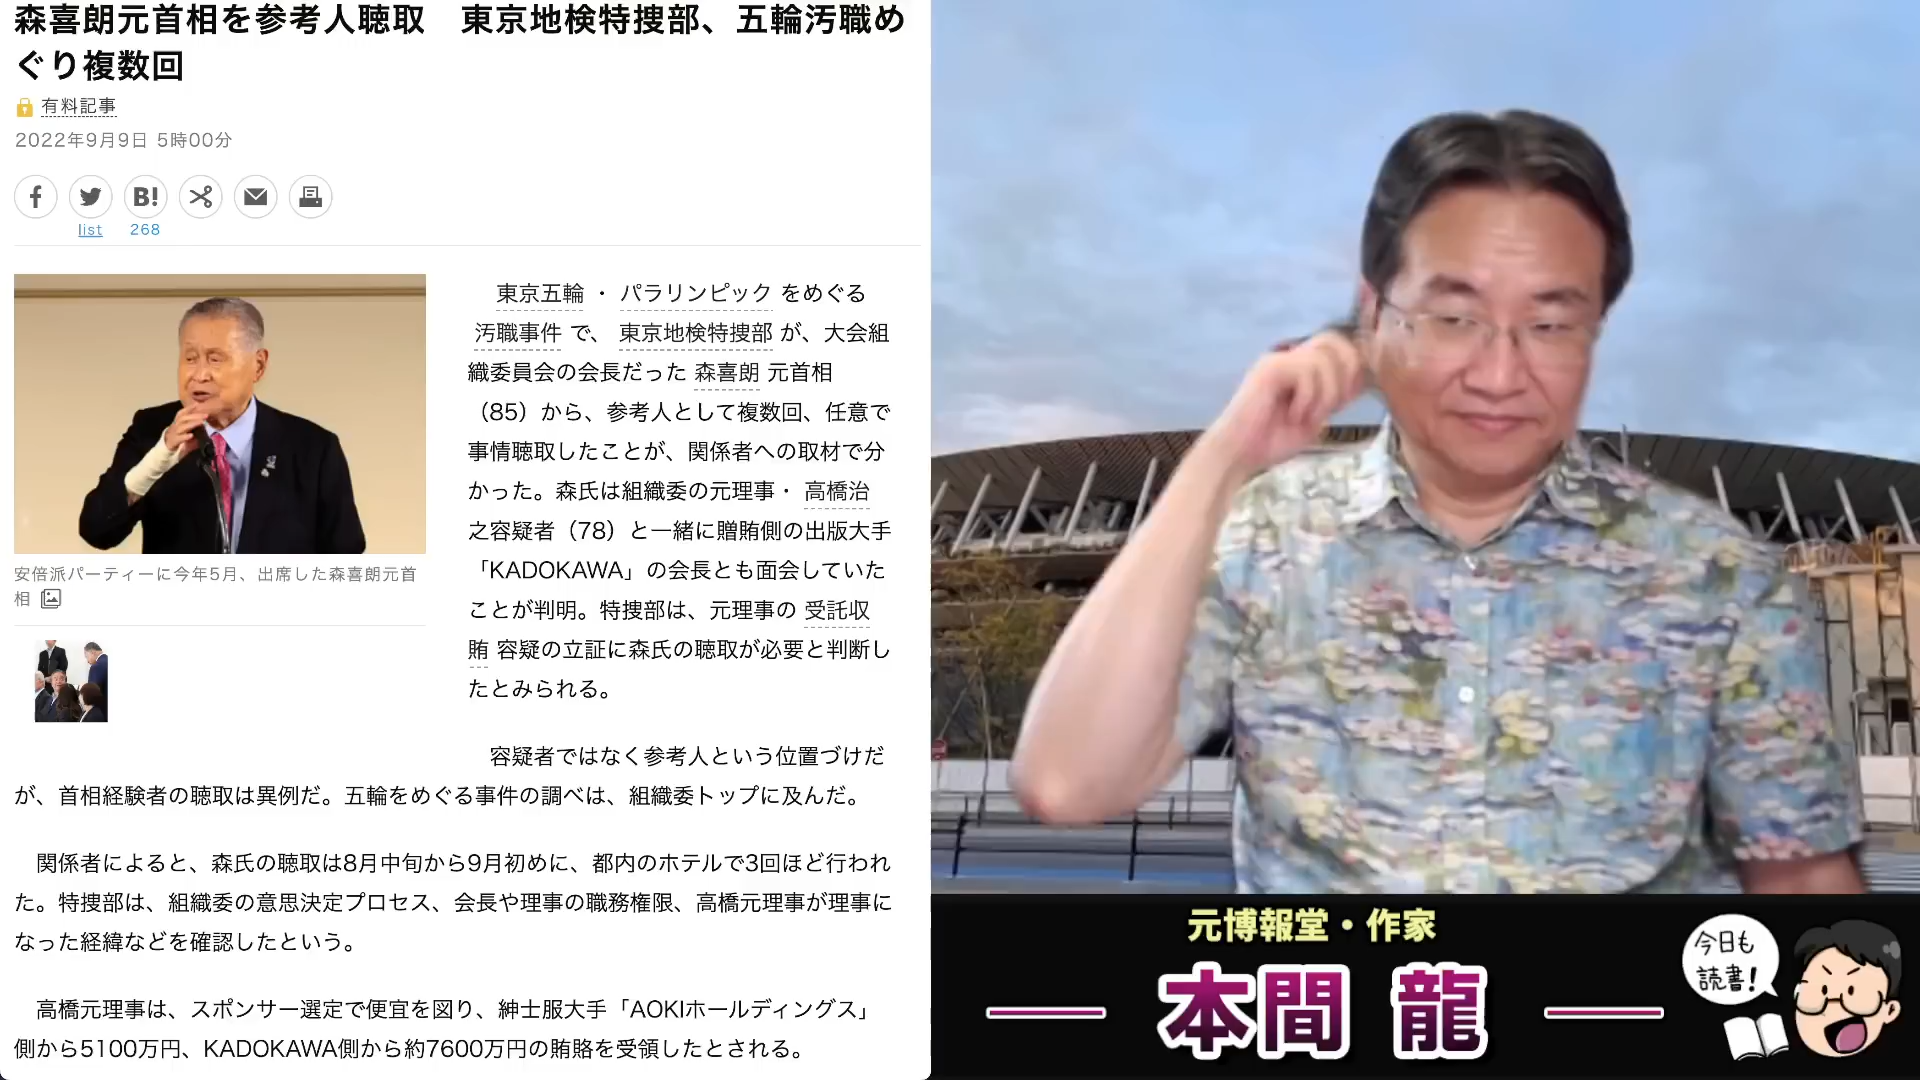 森喜朗元首相を参考人聴取　東京地検特捜部、五輪汚職め
ぐり複数回
有料記事
2022年9月9日 5時00分
B!
list
268
安倍派パーティーに今年5月、出席した森喜朗元首
相
東京五輪 ・ パラリンピック をめぐる
汚職事件 で、 東京地検特捜部 が、大会組
織委員会の会長だった 森喜朗 元首相
（85）から、参考人として複数回、任意で
事情聴取したことが、関係者への取材で分
かった。森氏は組織委の元理事・ 高橋治
之容疑者（78）と一緒に贈賄側の出版大手
「KADOKAWA」の会長とも面会していた
ことが判明。特捜部は、元理事の 受託収
賄 容疑の立証に森氏の聴取が必要と判断し
たとみられる。
容疑者ではなく参考人という位置づけだ
が、首相経験者の聴取は異例だ。五輪をめぐる事件の調べは、組織委トップに及んだ。
関係者によると、森氏の聴取は8月中旬から9月初めに、都内のホテルで3回ほど行われ
た。特捜部は、組織委の意思決定プロセス、会長や理事の職務権限、高橋元理事が理事に
なった経緯などを確認したという。
高橋元理事は、スポンサー選定で便宜を図り、紳士服大手「AOKIホールディングス」
側から5100万円、KADOKAWA側から約7600万円の賄賂を受領したとされる。
元博報堂・作家
本間 龍
今日も
読書!